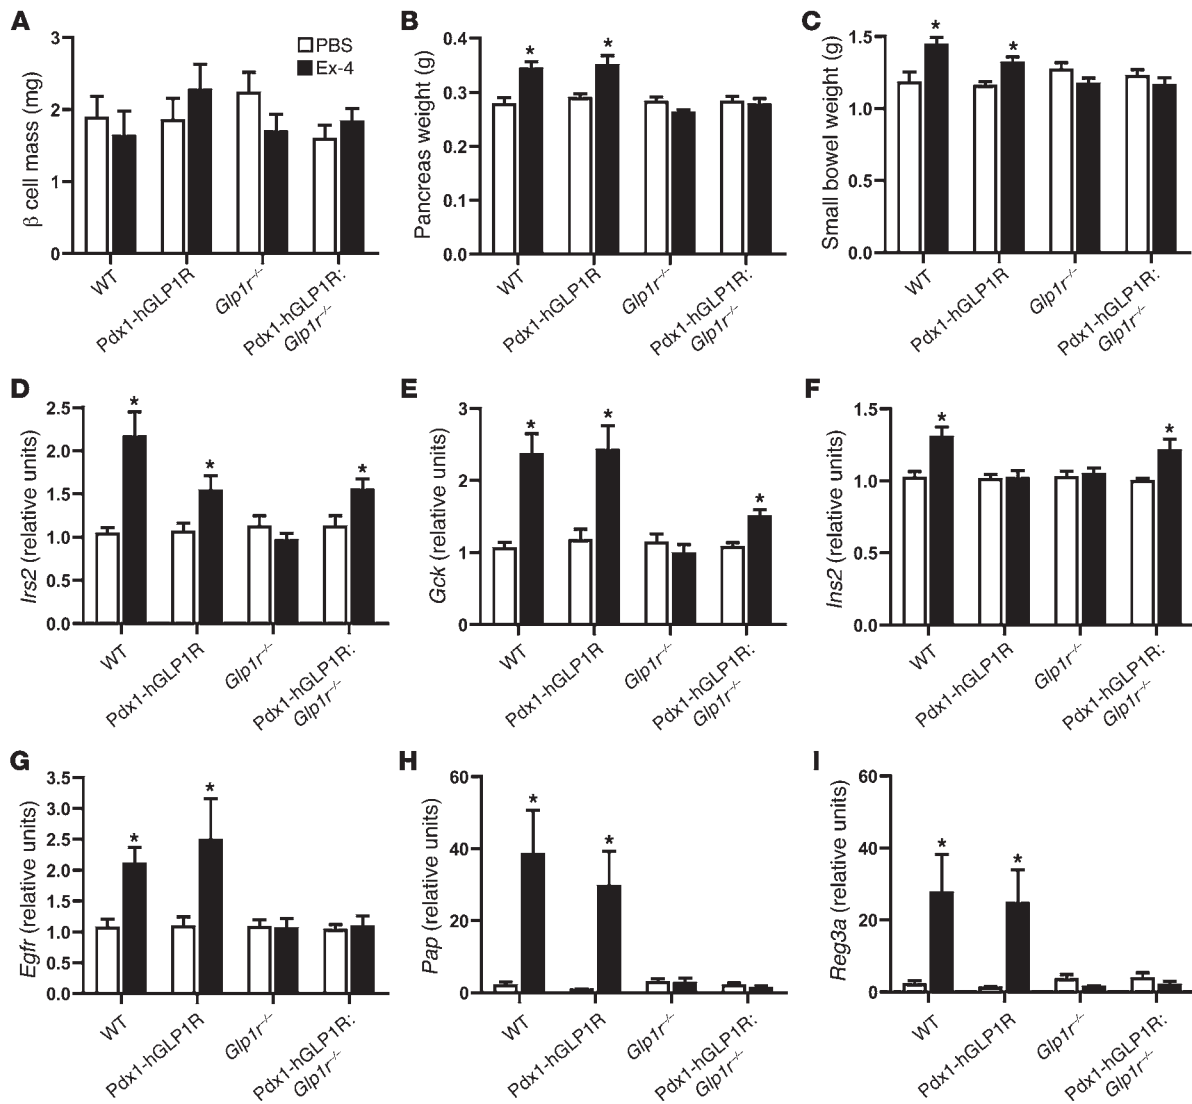 A
β cell mass (mg)
3
2
1
0
PBS
Ex-4
WT
Pdx1-hGLP1R
Glp1r–/–
Pdx1-hGLP1R:
Glp1r–/–
B
Pancreas weight (g)
0.4
0.3
0.2
0.1
0.0
*
*
WT
Pdx1-hGLP1R
Glp1r–/–
Pdx1-hGLP1R:
Glp1r–/–
C
Small bowel weight (g)
1.5
1.0
0.5
0.0
*
*
WT
Pdx1-hGLP1R
Glp1r–/–
Pdx1-hGLP1R:
Glp1r–/–
D
Irs2 (relative units)
2.5
2.0
1.5
1.0
0.5
0.0
*
*
*
WT
Pdx1-hGLP1R
Glp1r–/–
Pdx1-hGLP1R:
Glp1r–/–
E
Gck (relative units)
3
2
1
0
*
*
*
WT
Pdx1-hGLP1R
Glp1r–/–
Pdx1-hGLP1R:
Glp1r–/–
F
Ins2 (relative units)
1.5
1.0
0.5
0.0
*
*
WT
Pdx1-hGLP1R
Glp1r–/–
Pdx1-hGLP1R:
Glp1r–/–
G
Egfr (relative units)
3.5
3.0
2.5
2.0
1.5
1.0
0.5
0.0
*
*
WT
Pdx1-hGLP1R
Glp1r–/–
Pdx1-hGLP1R:
Glp1r–/–
H
Pap (relative units)
60
40
20
0
*
*
WT
Pdx1-hGLP1R
Glp1r–/–
Pdx1-hGLP1R:
Glp1r–/–
I
Reg3a (relative units)
60
40
20
0
*
*
WT
Pdx1-hGLP1R
Glp1r–/–
Pdx1-hGLP1R:
Glp1r–/–